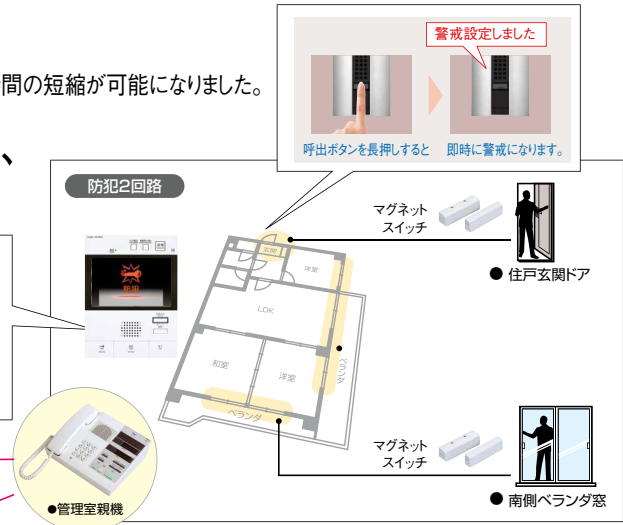 警戒設定しました
間の短縮が可能になりました。
呼出ボタンを長押しすると
即時に警戒になります。
、
防犯2回路
マグネット
スイッチ
●住戸玄関ドア
防犯
玄関
洋室
LDK
和室
洋室
ベランダ
ベランダ
マグネット
スイッチ
●南側ベランダ窓
●管理室親機